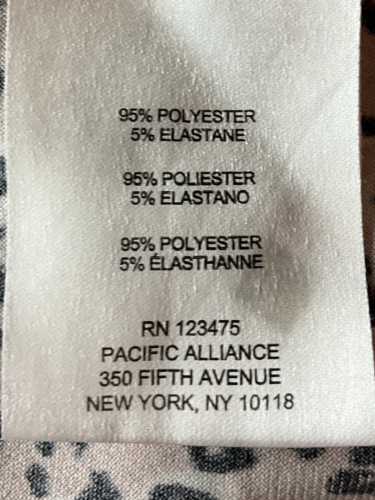 95% POLYESTER
5% ELASTANE
95% POLIESTER
5% ELASTANO
95% POLYESTER
5% ÉLASTHANNE
RN 123475
PACIFIC ALLIANCE
350 FIFTH AVENUE
NEW YORK, NY 10118